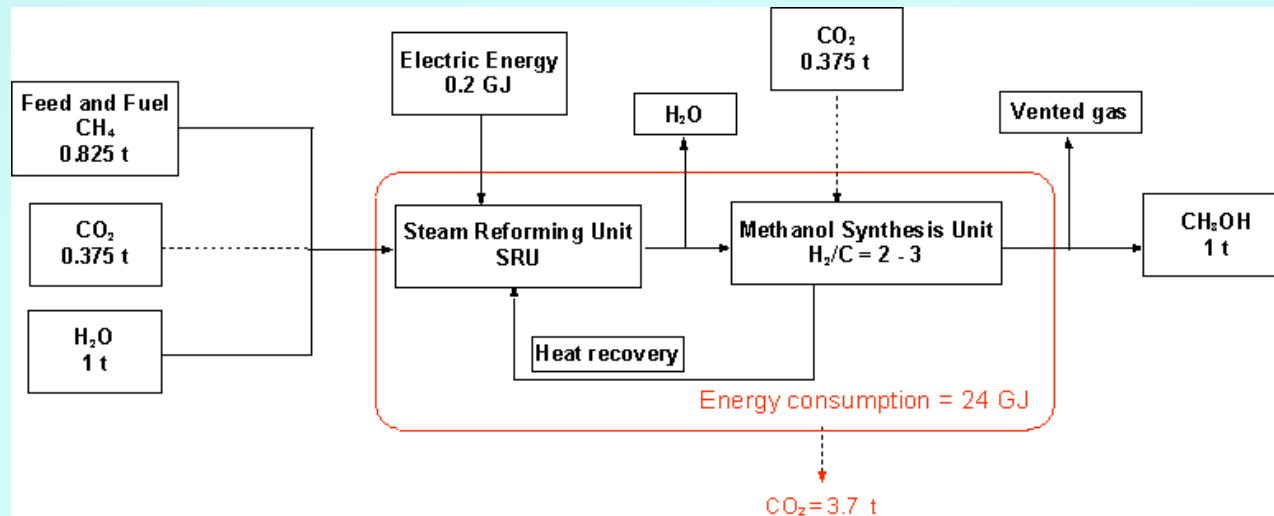 CO₂
0.375 t
Electric Energy
0.2 GJ
Feed and Fuel
CH₄
0.825 t
H₂O
Vented gas
CO₂
0.375 t
Steam Reforming Unit
SRU
Methanol Synthesis Unit
H₂/C = 2 - 3
CH₃OH
1 t
H₂O
1 t
Heat recovery
Energy consumption = 24 GJ
CO₂=3.7 t